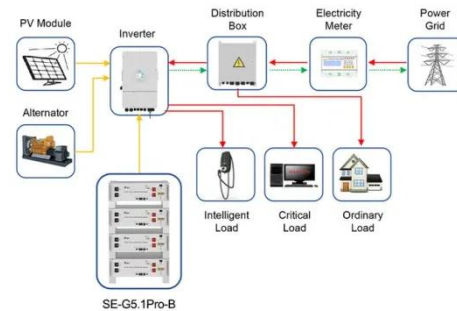 PV Module
Inverter
Distribution
Box
Electricity
Meter
Power
Grid
Alternator
Intelligent
Load
Critical
Load
Ordinary
Load
SE-G5.1Pro-B